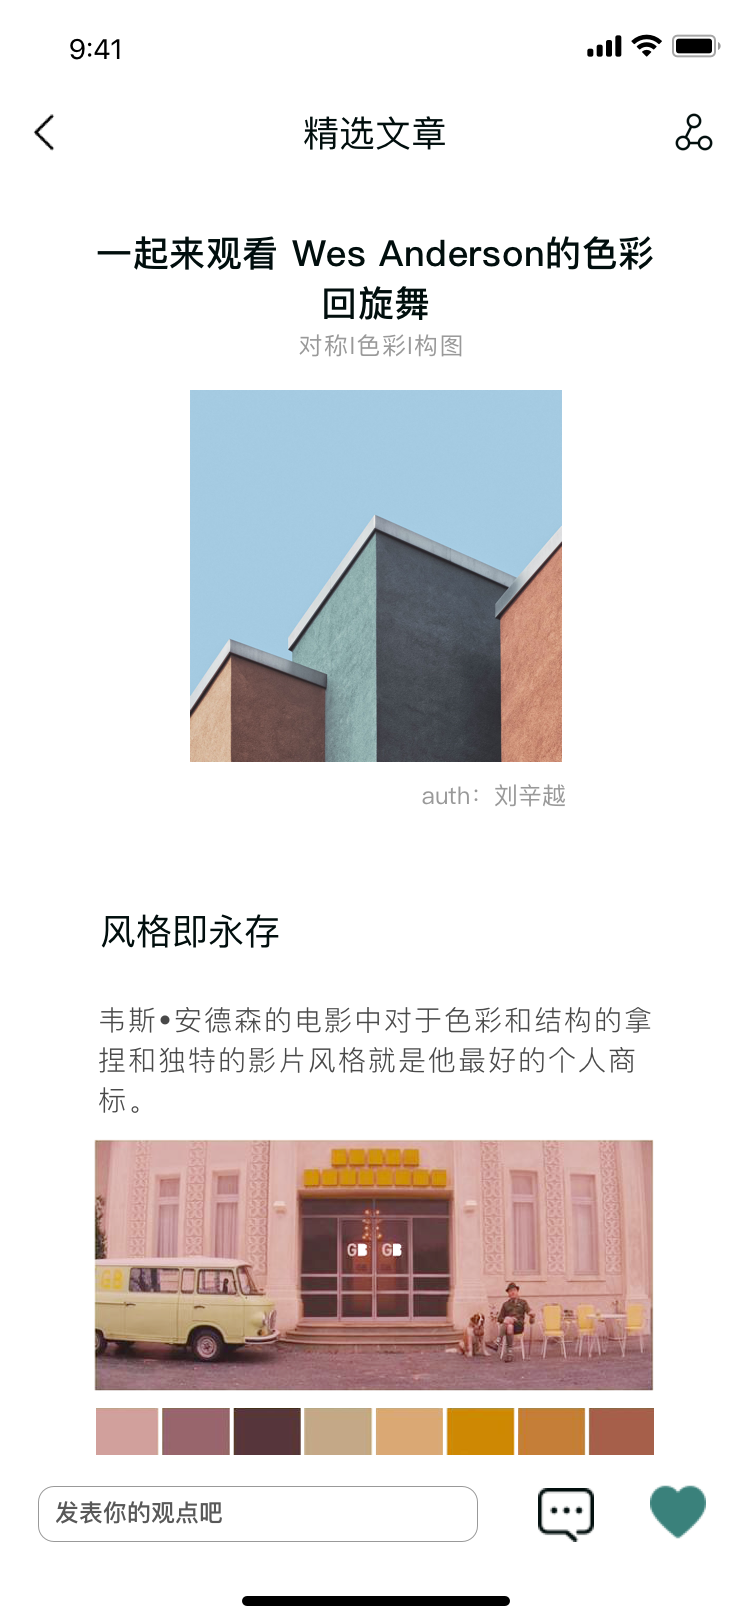 9:41
精选文章
一起来观看 Wes Anderson的色彩
回旋舞
对称|色彩|构图
auth：刘辛越
风格即永存
韦斯•安德森的电影中对于色彩和结构的拿
捏和独特的影片风格就是他最好的个人商
标。
GB GB
GB
发表你的观点吧